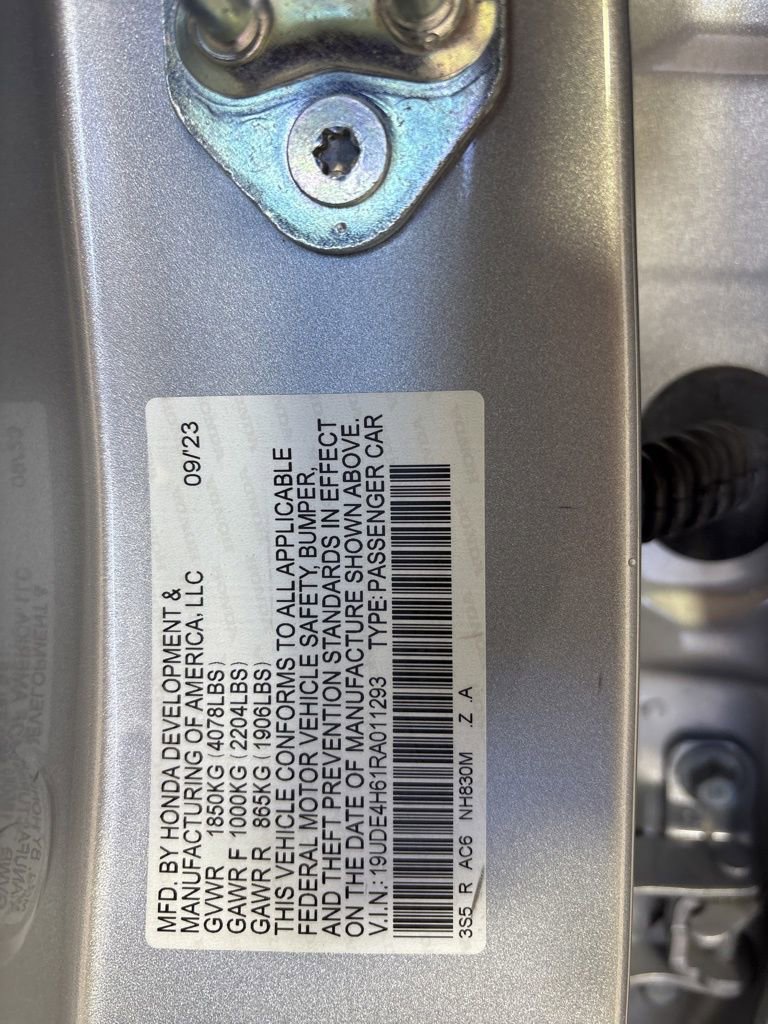 MFD. BY HONDA DEVELOPMENT &
MANUFACTURING OF AMERICA, LLC 09/'23
GVWR 1850KG (4078LBS)
GAWR F 1000KG (2204LBS)
GAWR R 865KG (1906LBS)
THIS VEHICLE CONFORMS TO ALL APPLICABLE
FEDERAL MOTOR VEHICLE SAFETY, BUMPER,
AND THEFT PREVENTION STANDARDS IN EFFECT
ON THE DATE OF MANUFACTURE SHOWN ABOVE.
V.I.N.: 19UDE4H61RA011293 TYPE: PASSENGER CAR
3S5 R AC6 NH830M .Z .A